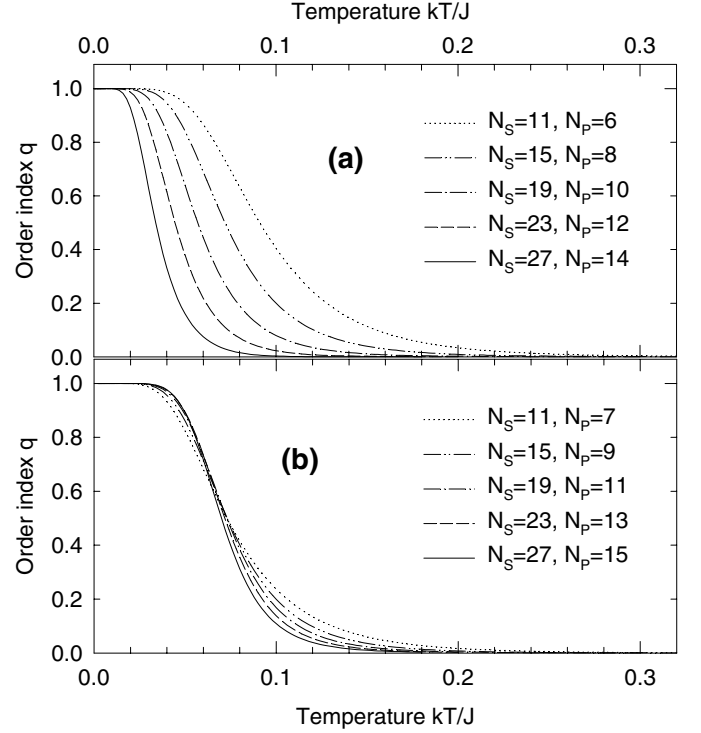 Temperature kT/J
0.0 0.1 0.2 0.3
1.0
0.8
0.6
0.4
0.2
0.0
Order index q
(a)
N_S=11, N_P=6
N_S=15, N_P=8
N_S=19, N_P=10
N_S=23, N_P=12
N_S=27, N_P=14
1.0
0.8
0.6
0.4
0.2
0.0
Order index q
(b)
N_S=11, N_P=7
N_S=15, N_P=9
N_S=19, N_P=11
N_S=23, N_P=13
N_S=27, N_P=15
0.0 0.1 0.2 0.3
Temperature kT/J